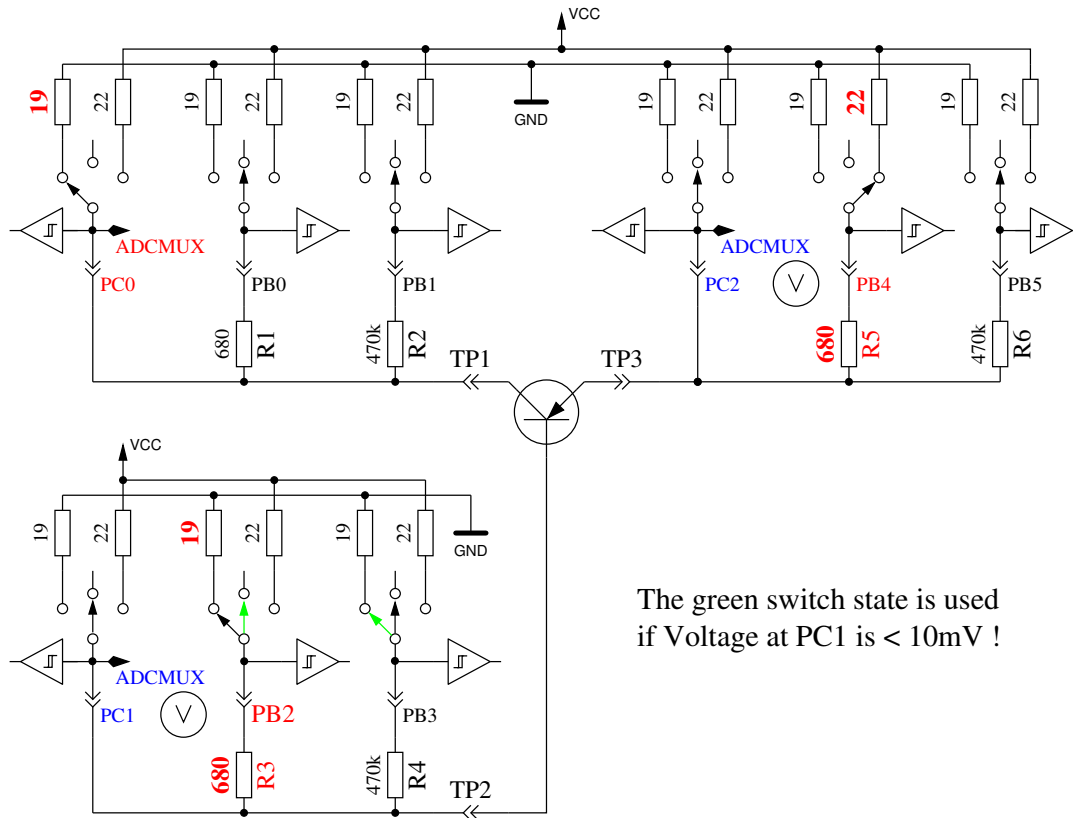 VCC
19
22
19
22
19
22
GND
19
22
19
22
19
22
ADCMUX
PC0
PB0
PB1
ADCMUX
PC2
V
PB4
PB5
680
R1
470k
R2
TP1
TP3
680
R5
470k
R6
VCC
19
22
19
22
19
22
GND
The green switch state is used
if Voltage at PC1 is < 10mV !
ADCMUX
PC1
V
PB2
PB3
680
R3
470k
R4
TP2